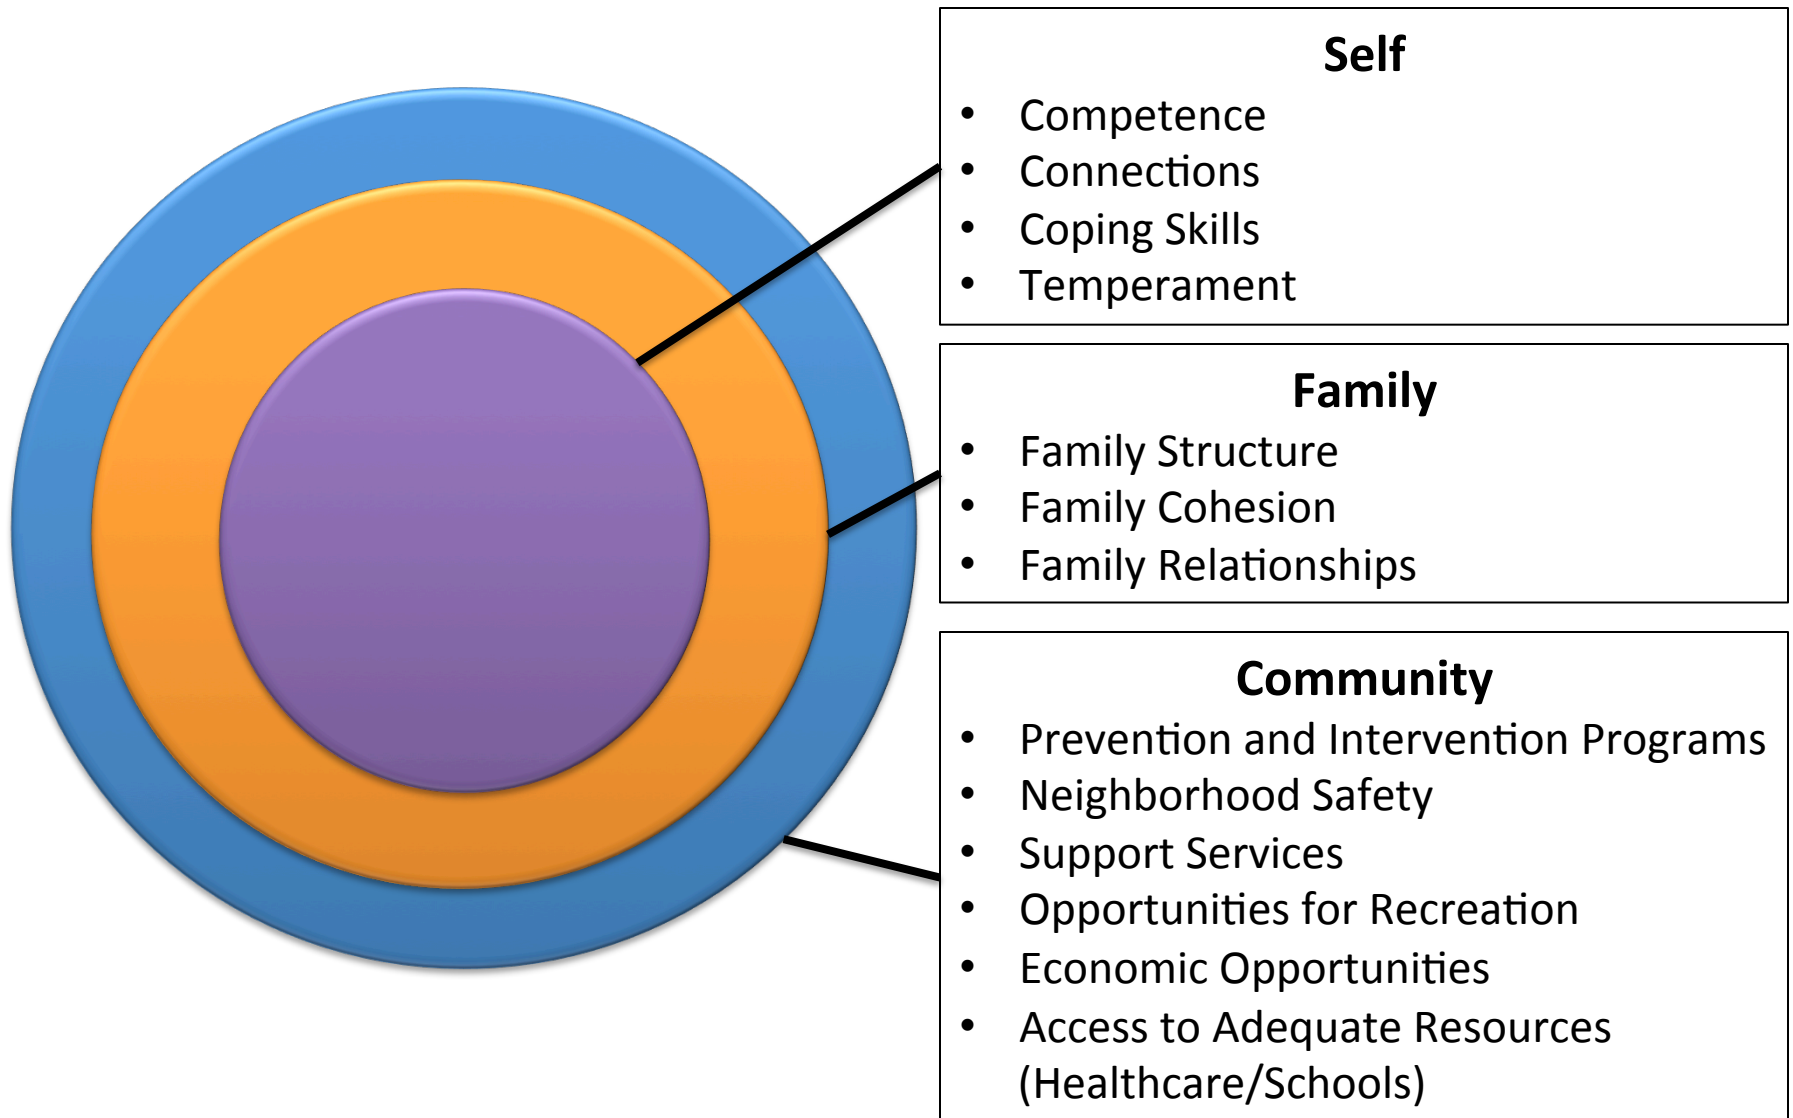 Self
• Competence
• Connections
• Coping Skills
• Temperament
Family
• Family Structure
• Family Cohesion
• Family Relationships
Community
• Prevention and Intervention Programs
• Neighborhood Safety
• Support Services
• Opportunities for Recreation
• Economic Opportunities
• Access to Adequate Resources
(Healthcare/Schools)